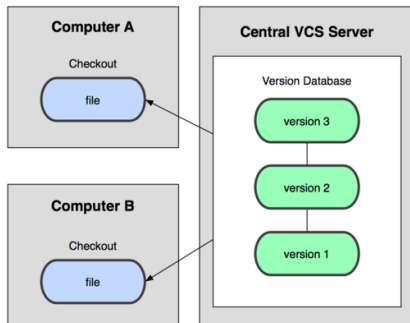 Computer A
Checkout
file
Computer B
Checkout
file
Central VCS Server
Version Database
version 3
version 2
version 1